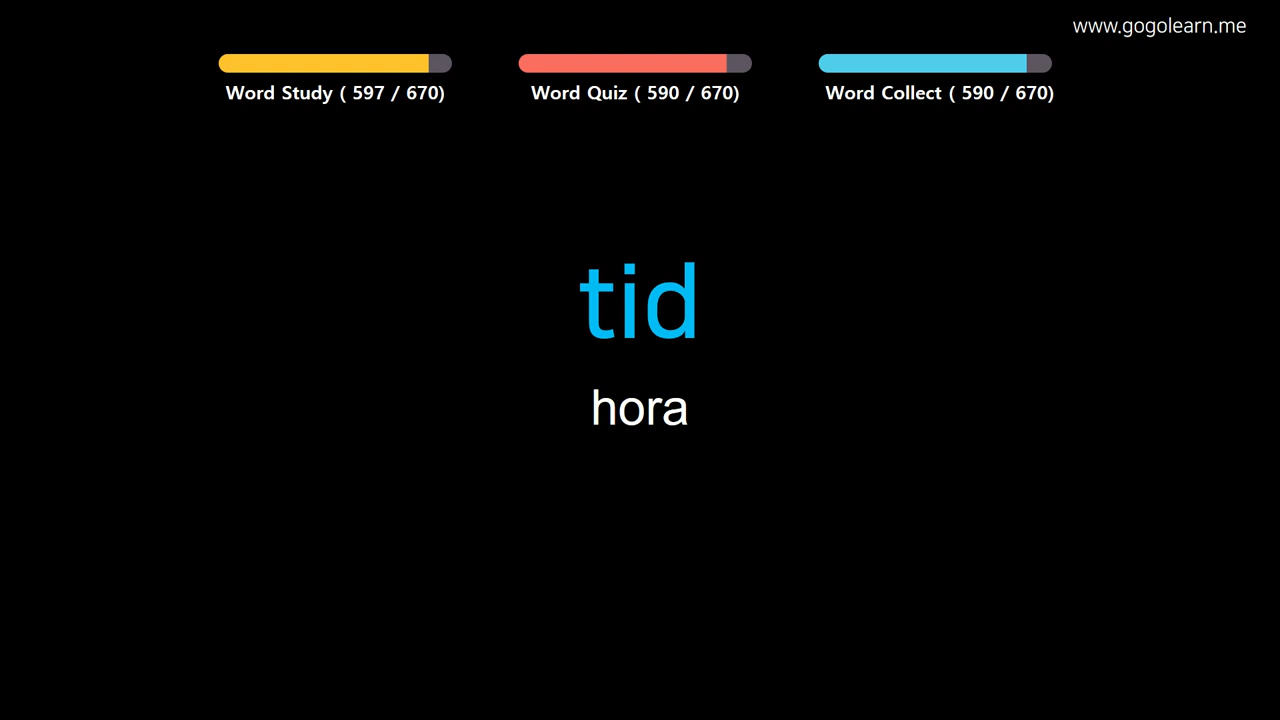 www.gogolearn.me
Word Study ( 597 / 670)
Word Quiz ( 590 / 670)
Word Collect ( 590 / 670)
tid
hora